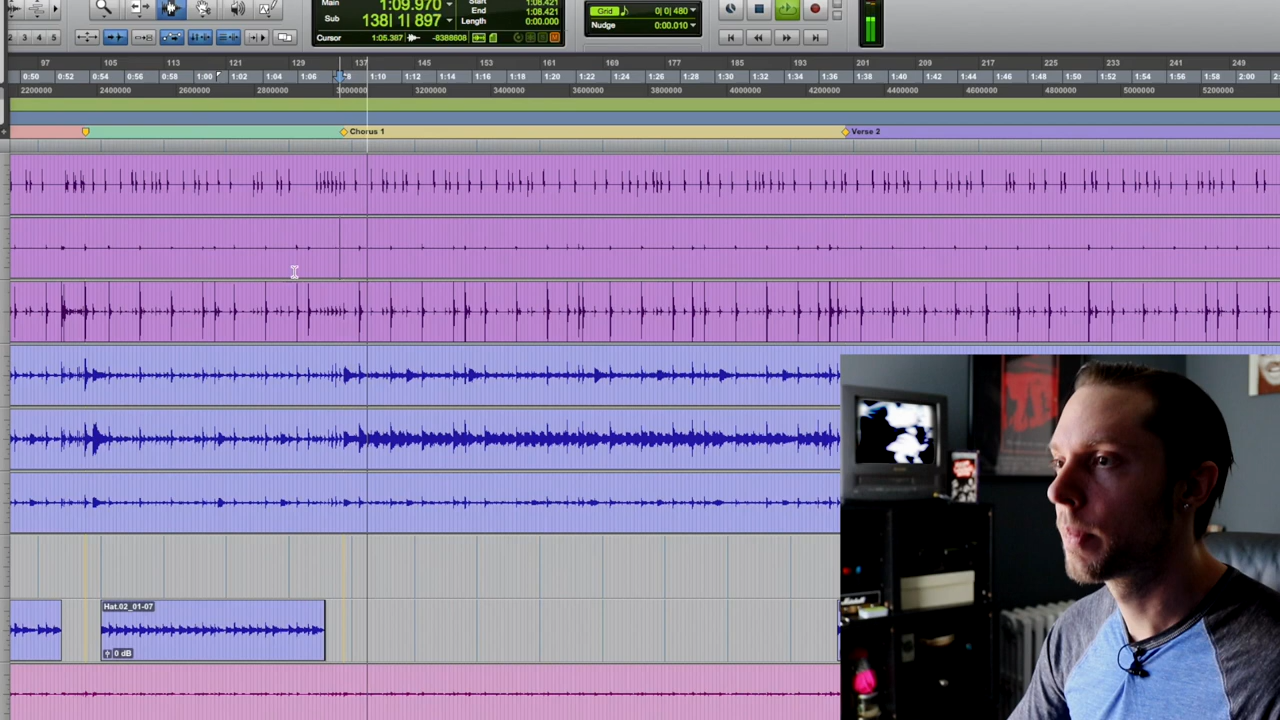 Main 1:09.970
Sub 138| 1| 897
Start 1:08.421
End 1:08.421
Length 0:00.000
Cursor 1:05.387 -8388608
Grid 0| 0| 480
Nudge 0:00.010
3 4 5
97 105 113 121 129 137 145 153 161 169 177 185 193 201 209 217 225 233 241 249
0:50 0:52 0:54 0:56 0:58 1:00 1:02 1:04 1:06 1:10 1:12 1:14 1:16 1:18 1:20 1:22 1:24 1:26 1:28 1:30 1:32 1:34 1:36 1:38 1:40 1:42 1:44 1:46 1:48 1:50 1:52 1:54 1:56 1:58 2:00
2200000 2400000 2600000 2800000 3000000 3200000 3400000 3600000 3800000 4000000 4200000 4400000 4600000 4800000 5000000 5200000
Chorus 1 Verse 2
Hat.02_01-07
0 dB
Marshall